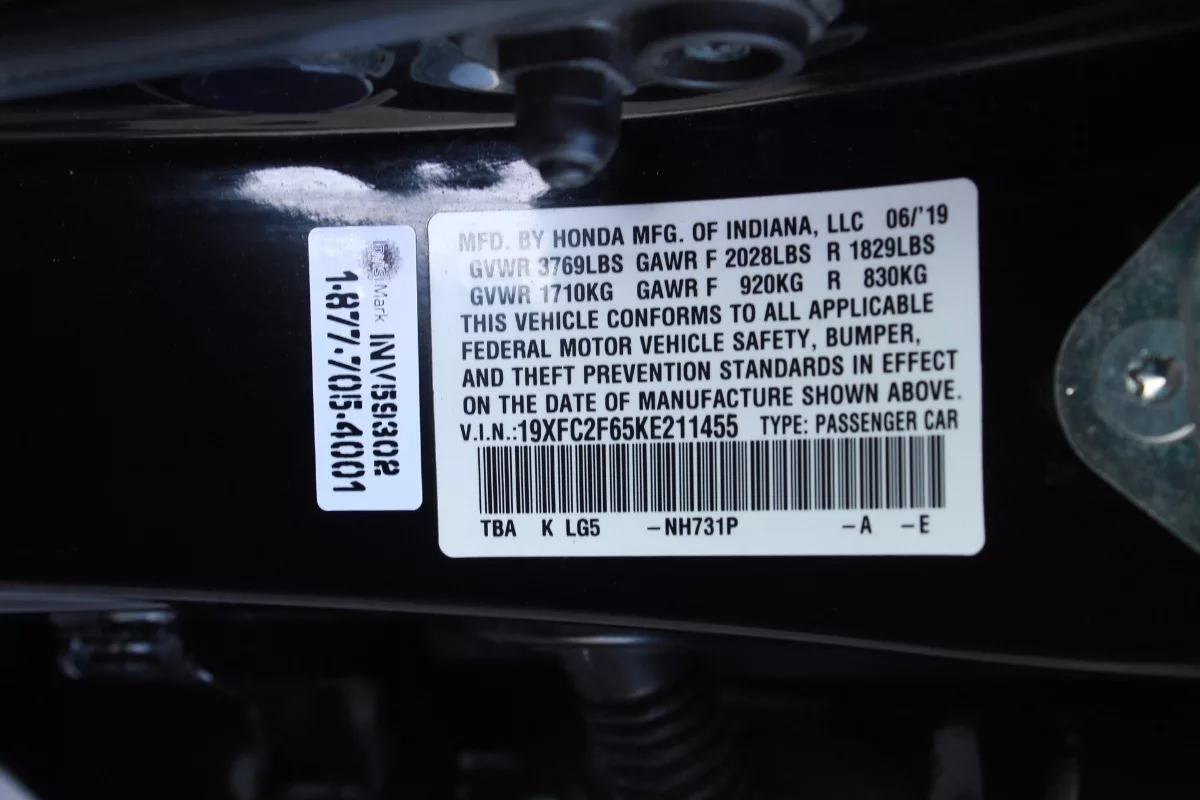 InvisiMark
INV59302
1-877-705-4001
MFD. BY HONDA MFG. OF INDIANA, LLC 06/'19
GVWR 3769LBS GAWR F 2028LBS R 1829LBS
GVWR 1710KG GAWR F 920KG R 830KG
THIS VEHICLE CONFORMS TO ALL APPLICABLE
FEDERAL MOTOR VEHICLE SAFETY, BUMPER,
AND THEFT PREVENTION STANDARDS IN EFFECT
ON THE DATE OF MANUFACTURE SHOWN ABOVE.
V.I.N.:19XFC2F65KE211455 TYPE: PASSENGER CAR
TBA K LG5 –NH731P –A –E